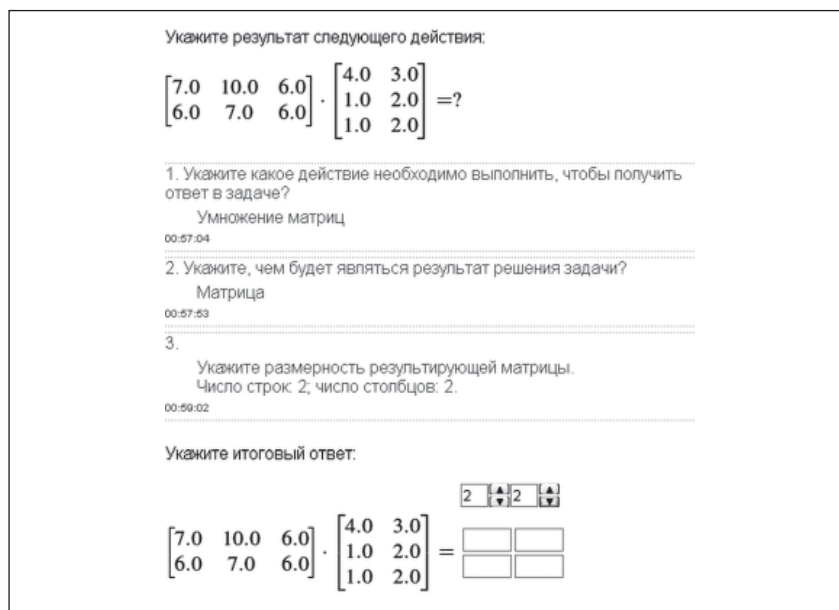 Укажите результат следующего действия:
[7.0 10.0 6.0
6.0 7.0 6.0] · [4.0 3.0
1.0 2.0
1.0 2.0] =?
1. Укажите какое действие необходимо выполнить, чтобы получить
ответ в задаче?
Умножение матриц
00:57:04
2. Укажите, чем будет являться результат решения задачи?
Матрица
00:57:53
3.
Укажите размерность результирующей матрицы.
Число строк: 2; число столбцов: 2.
00:59:02
Укажите итоговый ответ:
2 2
[7.0 10.0 6.0
6.0 7.0 6.0] · [4.0 3.0
1.0 2.0
1.0 2.0] =